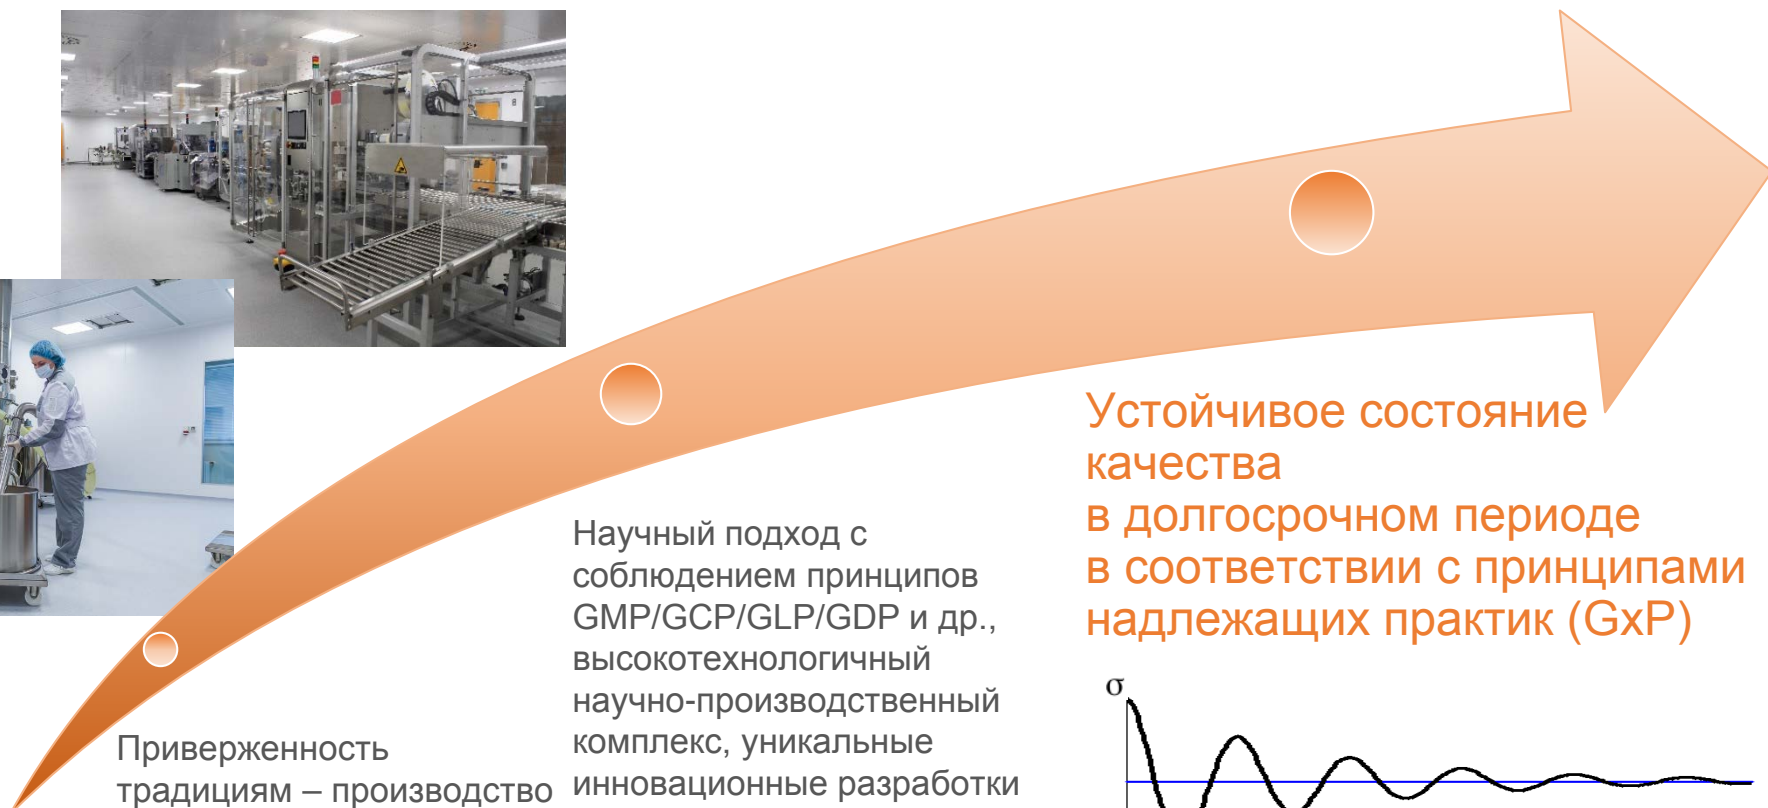 Приверженность
традициям – производство
Научный подход с
соблюдением принципов
GMP/GCP/GLP/GDP и др.,
высокотехнологичный
научно-производственный
комплекс, уникальные
инновационные разработки
Устойчивое состояние
качества
в долгосрочном периоде
в соответствии с принципами
надлежащих практик (GxP)
σ